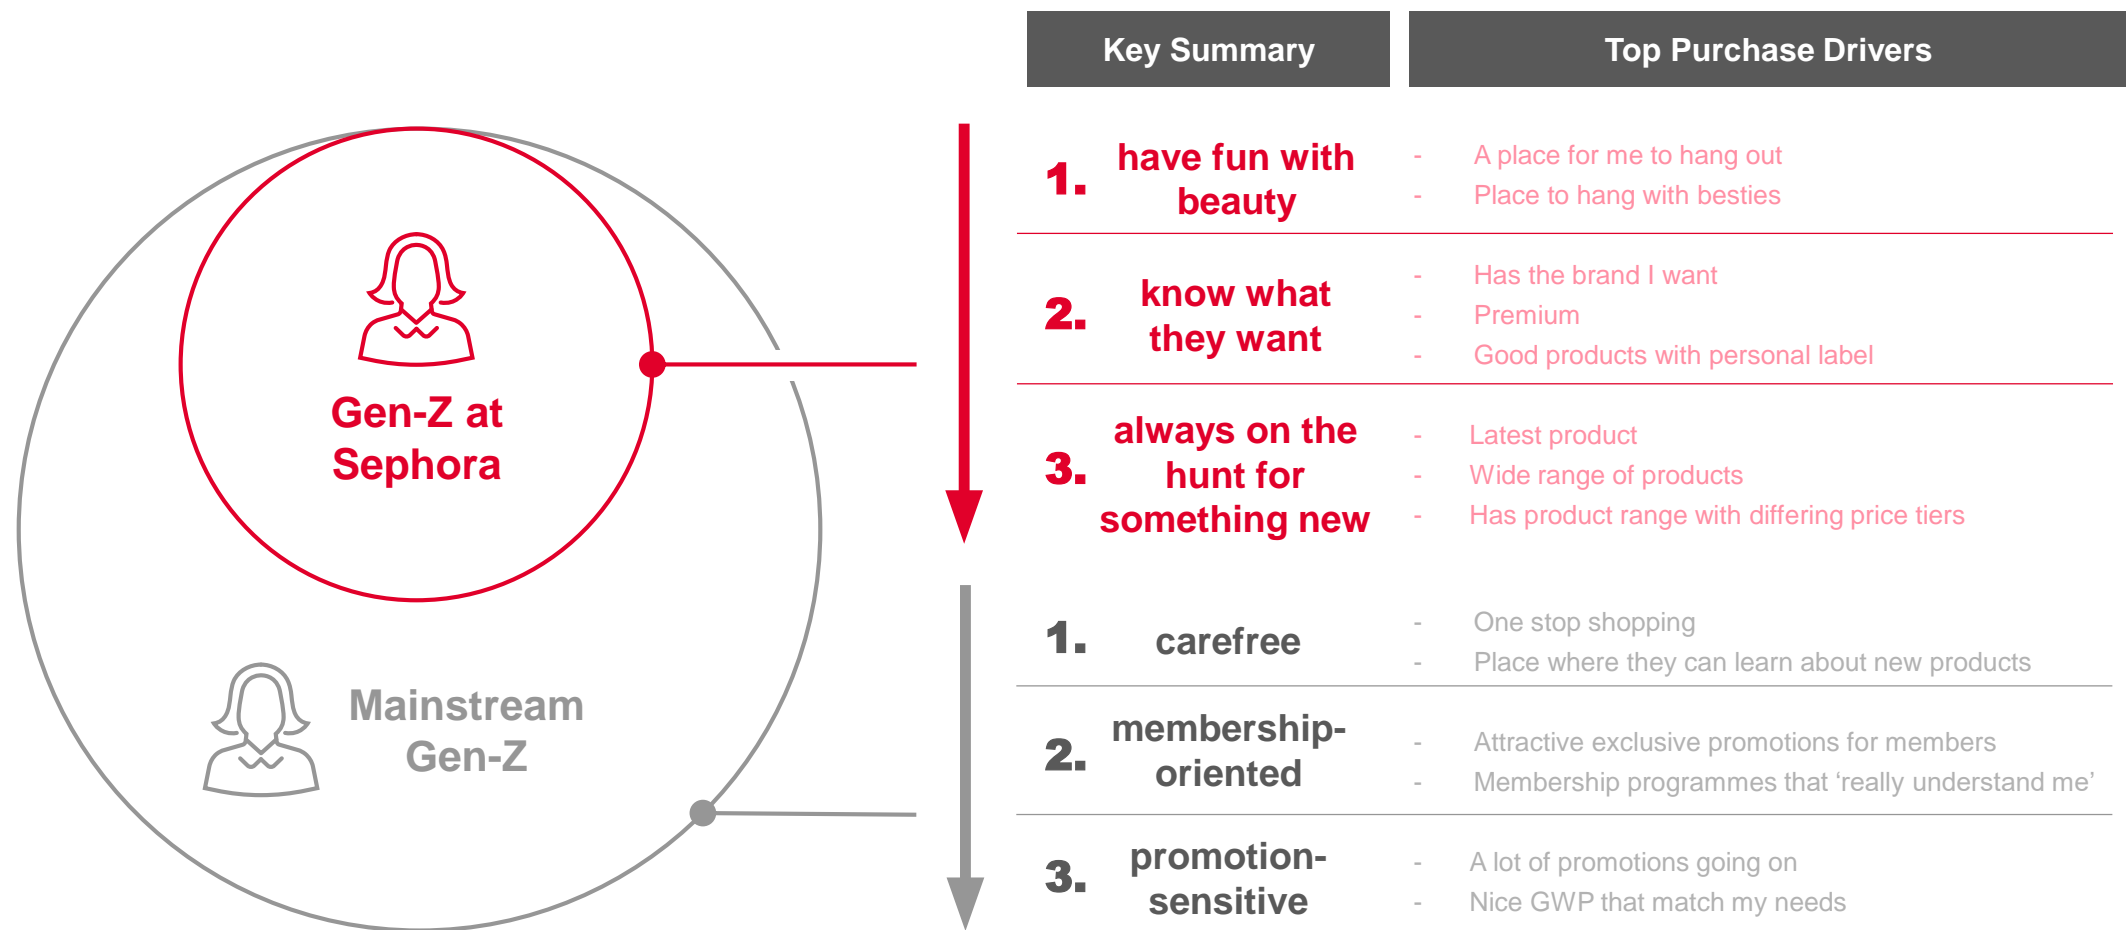 Key Summary
Top Purchase Drivers
Gen-Z at
Sephora
Mainstream
Gen-Z
1.
have fun with
beauty
- A place for me to hang out
- Place to hang with besties
2.
know what
they want
- Has the brand I want
- Premium
- Good products with personal label
3.
always on the
hunt for
something new
- Latest product
- Wide range of products
- Has product range with differing price tiers
1.
carefree
- One stop shopping
- Place where they can learn about new products
2.
membership-
oriented
- Attractive exclusive promotions for members
- Membership programmes that ‘really understand me’
3.
promotion-
sensitive
- A lot of promotions going on
- Nice GWP that match my needs